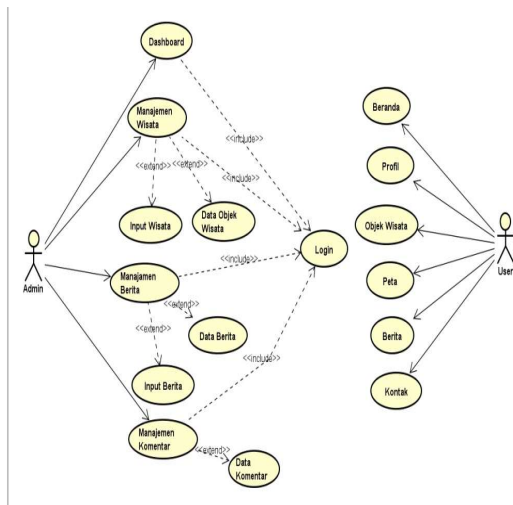 Dashboard
Manajemen
Wisata
<<include>>
<<extend>>
<<extend>>
<<include>>
Input Wisata
Data Objek
Wisata
Login
Admin
Manajamen
Berita
<<include>>
<<extend>>
<<extend>>
Data Berita
<<include>>
Input Berita
Manajemen
Komentar
<<extend>>
Data
Komentar
Beranda
Profil
Objek Wisata
User
Peta
Berita
Kontak